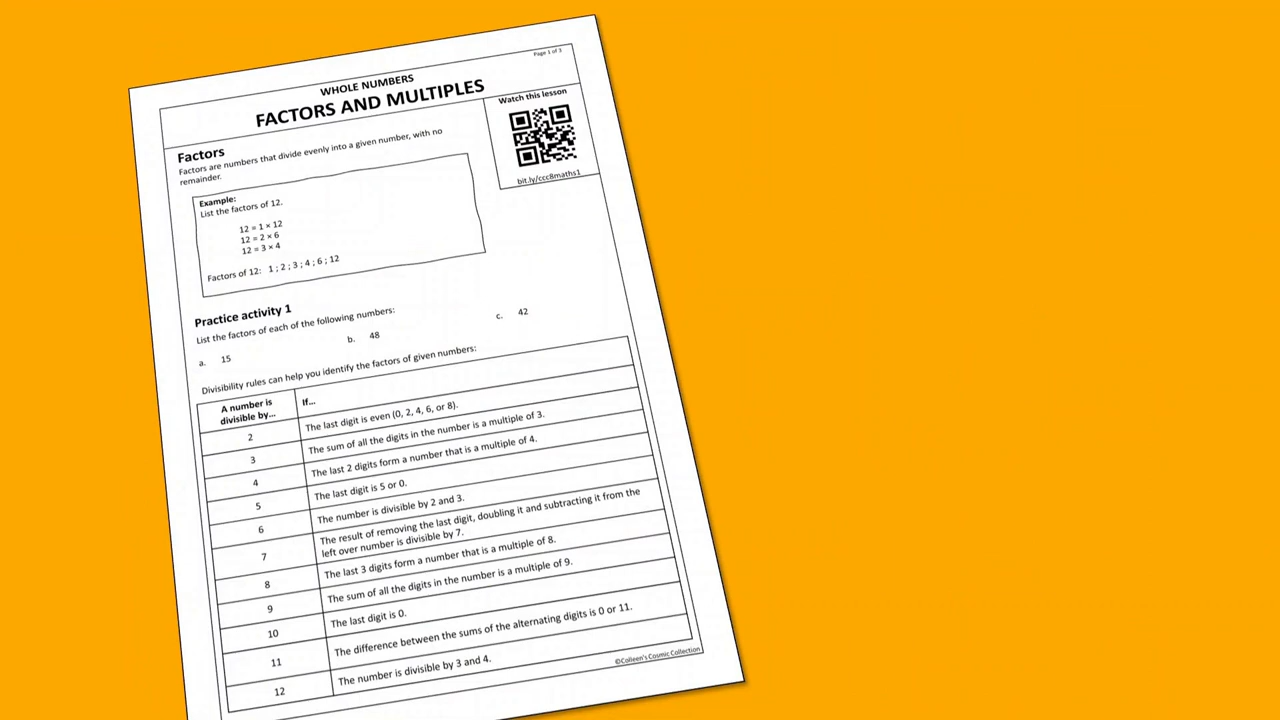 Page 1 of 3
WHOLE NUMBERS
FACTORS AND MULTIPLES
Watch this lesson
bit.ly/ccc8maths1
Factors
Factors are numbers that divide evenly into a given number, with no
remainder.
Example:
List the factors of 12.
12 = 1 × 12
12 = 2 × 6
12 = 3 × 4
Factors of 12: 1 ; 2 ; 3 ; 4 ; 6 ; 12
Practice activity 1
List the factors of each of the following numbers:
a. 15 b. 48 c. 42
Divisibility rules can help you identify the factors of given numbers:
A number is
divisible by...
If...
2 The last digit is even (0, 2, 4, 6, or 8).
3 The sum of all the digits in the number is a multiple of 3.
4 The last 2 digits form a number that is a multiple of 4.
5 The last digit is 5 or 0.
6 The number is divisible by 2 and 3.
7 The result of removing the last digit, doubling it and subtracting it from the
left over number is divisible by 7.
8 The last 3 digits form a number that is a multiple of 8.
9 The sum of all the digits in the number is a multiple of 9.
10 The last digit is 0.
11 The difference between the sums of the alternating digits is 0 or 11.
12 The number is divisible by 3 and 4.
©Colleen's Cosmic Collection